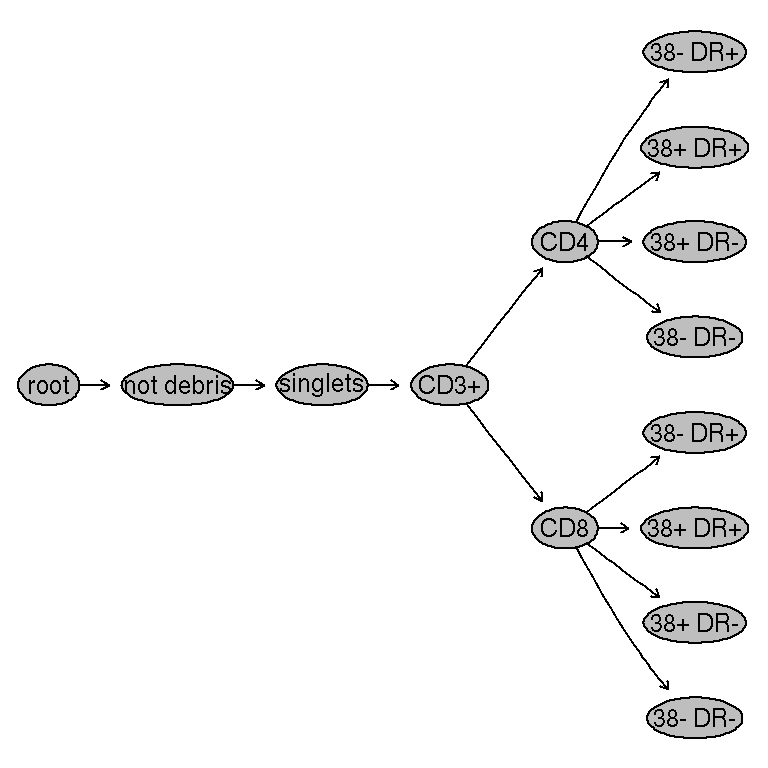 38- DR+
38+ DR+
CD4
38+ DR-
38- DR-
root
not debris
singlets
CD3+
38- DR+
CD8
38+ DR+
38+ DR-
38- DR-